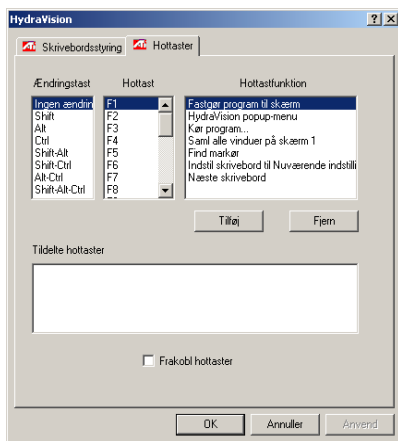 HydraVision
Skrivebordsstyring
Hottaster
Ændringstast Hottast Hottastfunktion
Ingen ændrin
Shift
Alt
Ctrl
Shift-Alt
Shift-Ctrl
Alt-Ctrl
Shift-Alt-Ctrl
F1
F2
F3
F4
F5
F6
F7
F8
Fastgør program til skærm
HydraVision popup-menu
Kør program...
Saml alle vinduer på skærm 1
Find markør
Indstil skrivebord til Nuværende indstilli
Næste skrivebord
Tilføj Fjern
Tildelte hottaster
Frakobl hottaster
OK Annuller Anvend